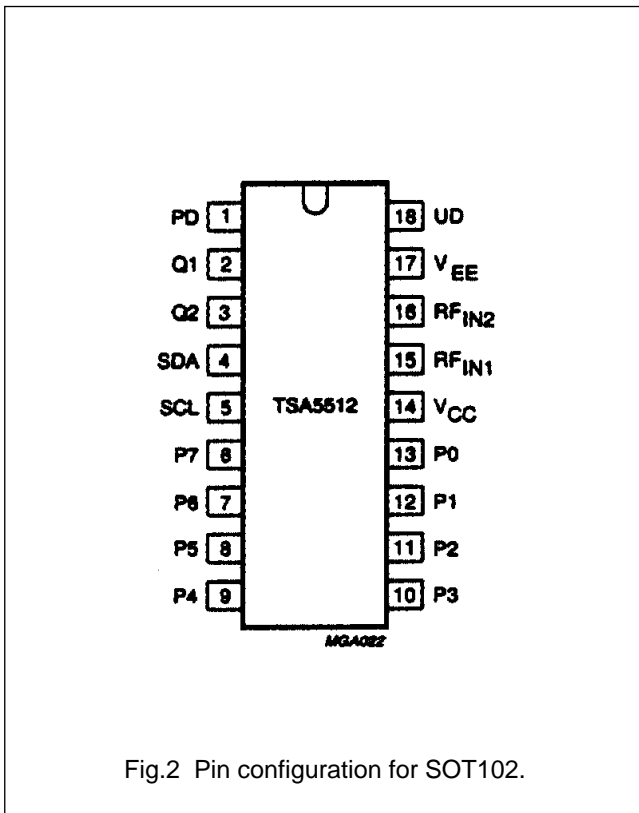 PD 1 18 UD
Q1 2 17 VEE
Q2 3 16 RFIN2
SDA 4 15 RFIN1
SCL 5 TSA5512 14 VCC
P7 6 13 P0
P6 7 12 P1
P5 8 11 P2
P4 9 10 P3
MGA022
Fig.2 Pin configuration for SOT102.